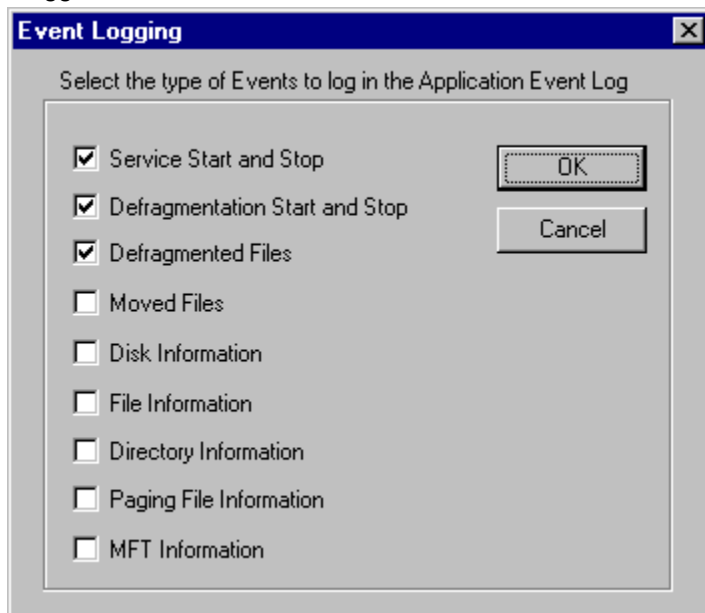 Event Logging
Select the type of Events to log in the Application Event Log
Service Start and Stop
OK
Defragmentation Start and Stop
Cancel
Defragmented Files
Moved Files
Disk Information
File Information
Directory Information
Paging File Information
MFT Information